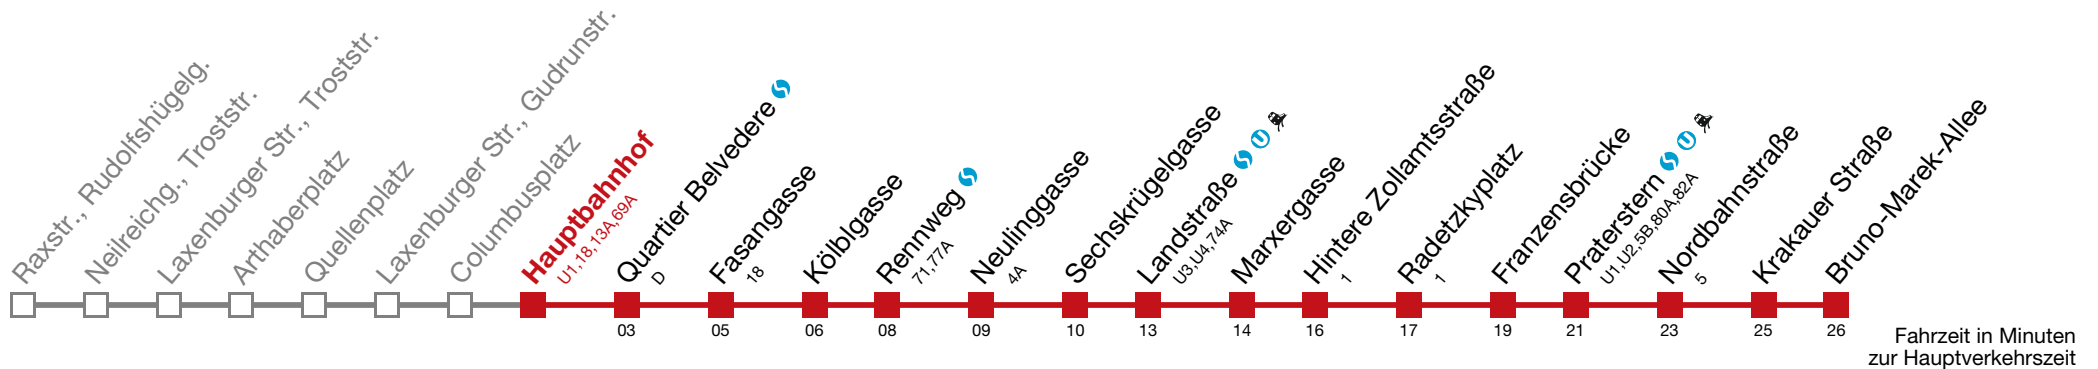 Raxstr., Rudolfshügelg.
Neilreichg., Troststr.
Laxenburger Str., Troststr.
Arthaberplatz
Quellenplatz
Laxenburger Str., Gudrunstr.
Columbusplatz
Hauptbahnhof
U1,18,13A,69A
Quartier Belvedere
D
03
Fasangasse
18
05
Kölblgasse
06
Rennweg
71,77A
08
Neulinggasse
4A
09
Sechskrügelgasse
10
Landstraße
U
U3,U4,74A
13
Marxergasse
14
Hintere Zollamtsstraße
1
16
Radetzkyplatz
1
17
Franzensbrücke
19
Praterstern
U
U1,U2,5B,80A,82A
21
Nordbahnstraße
5
23
Krakauer Straße
25
Bruno-Marek-Allee
26
Fahrzeit in Minuten
zur Hauptverkehrszeit